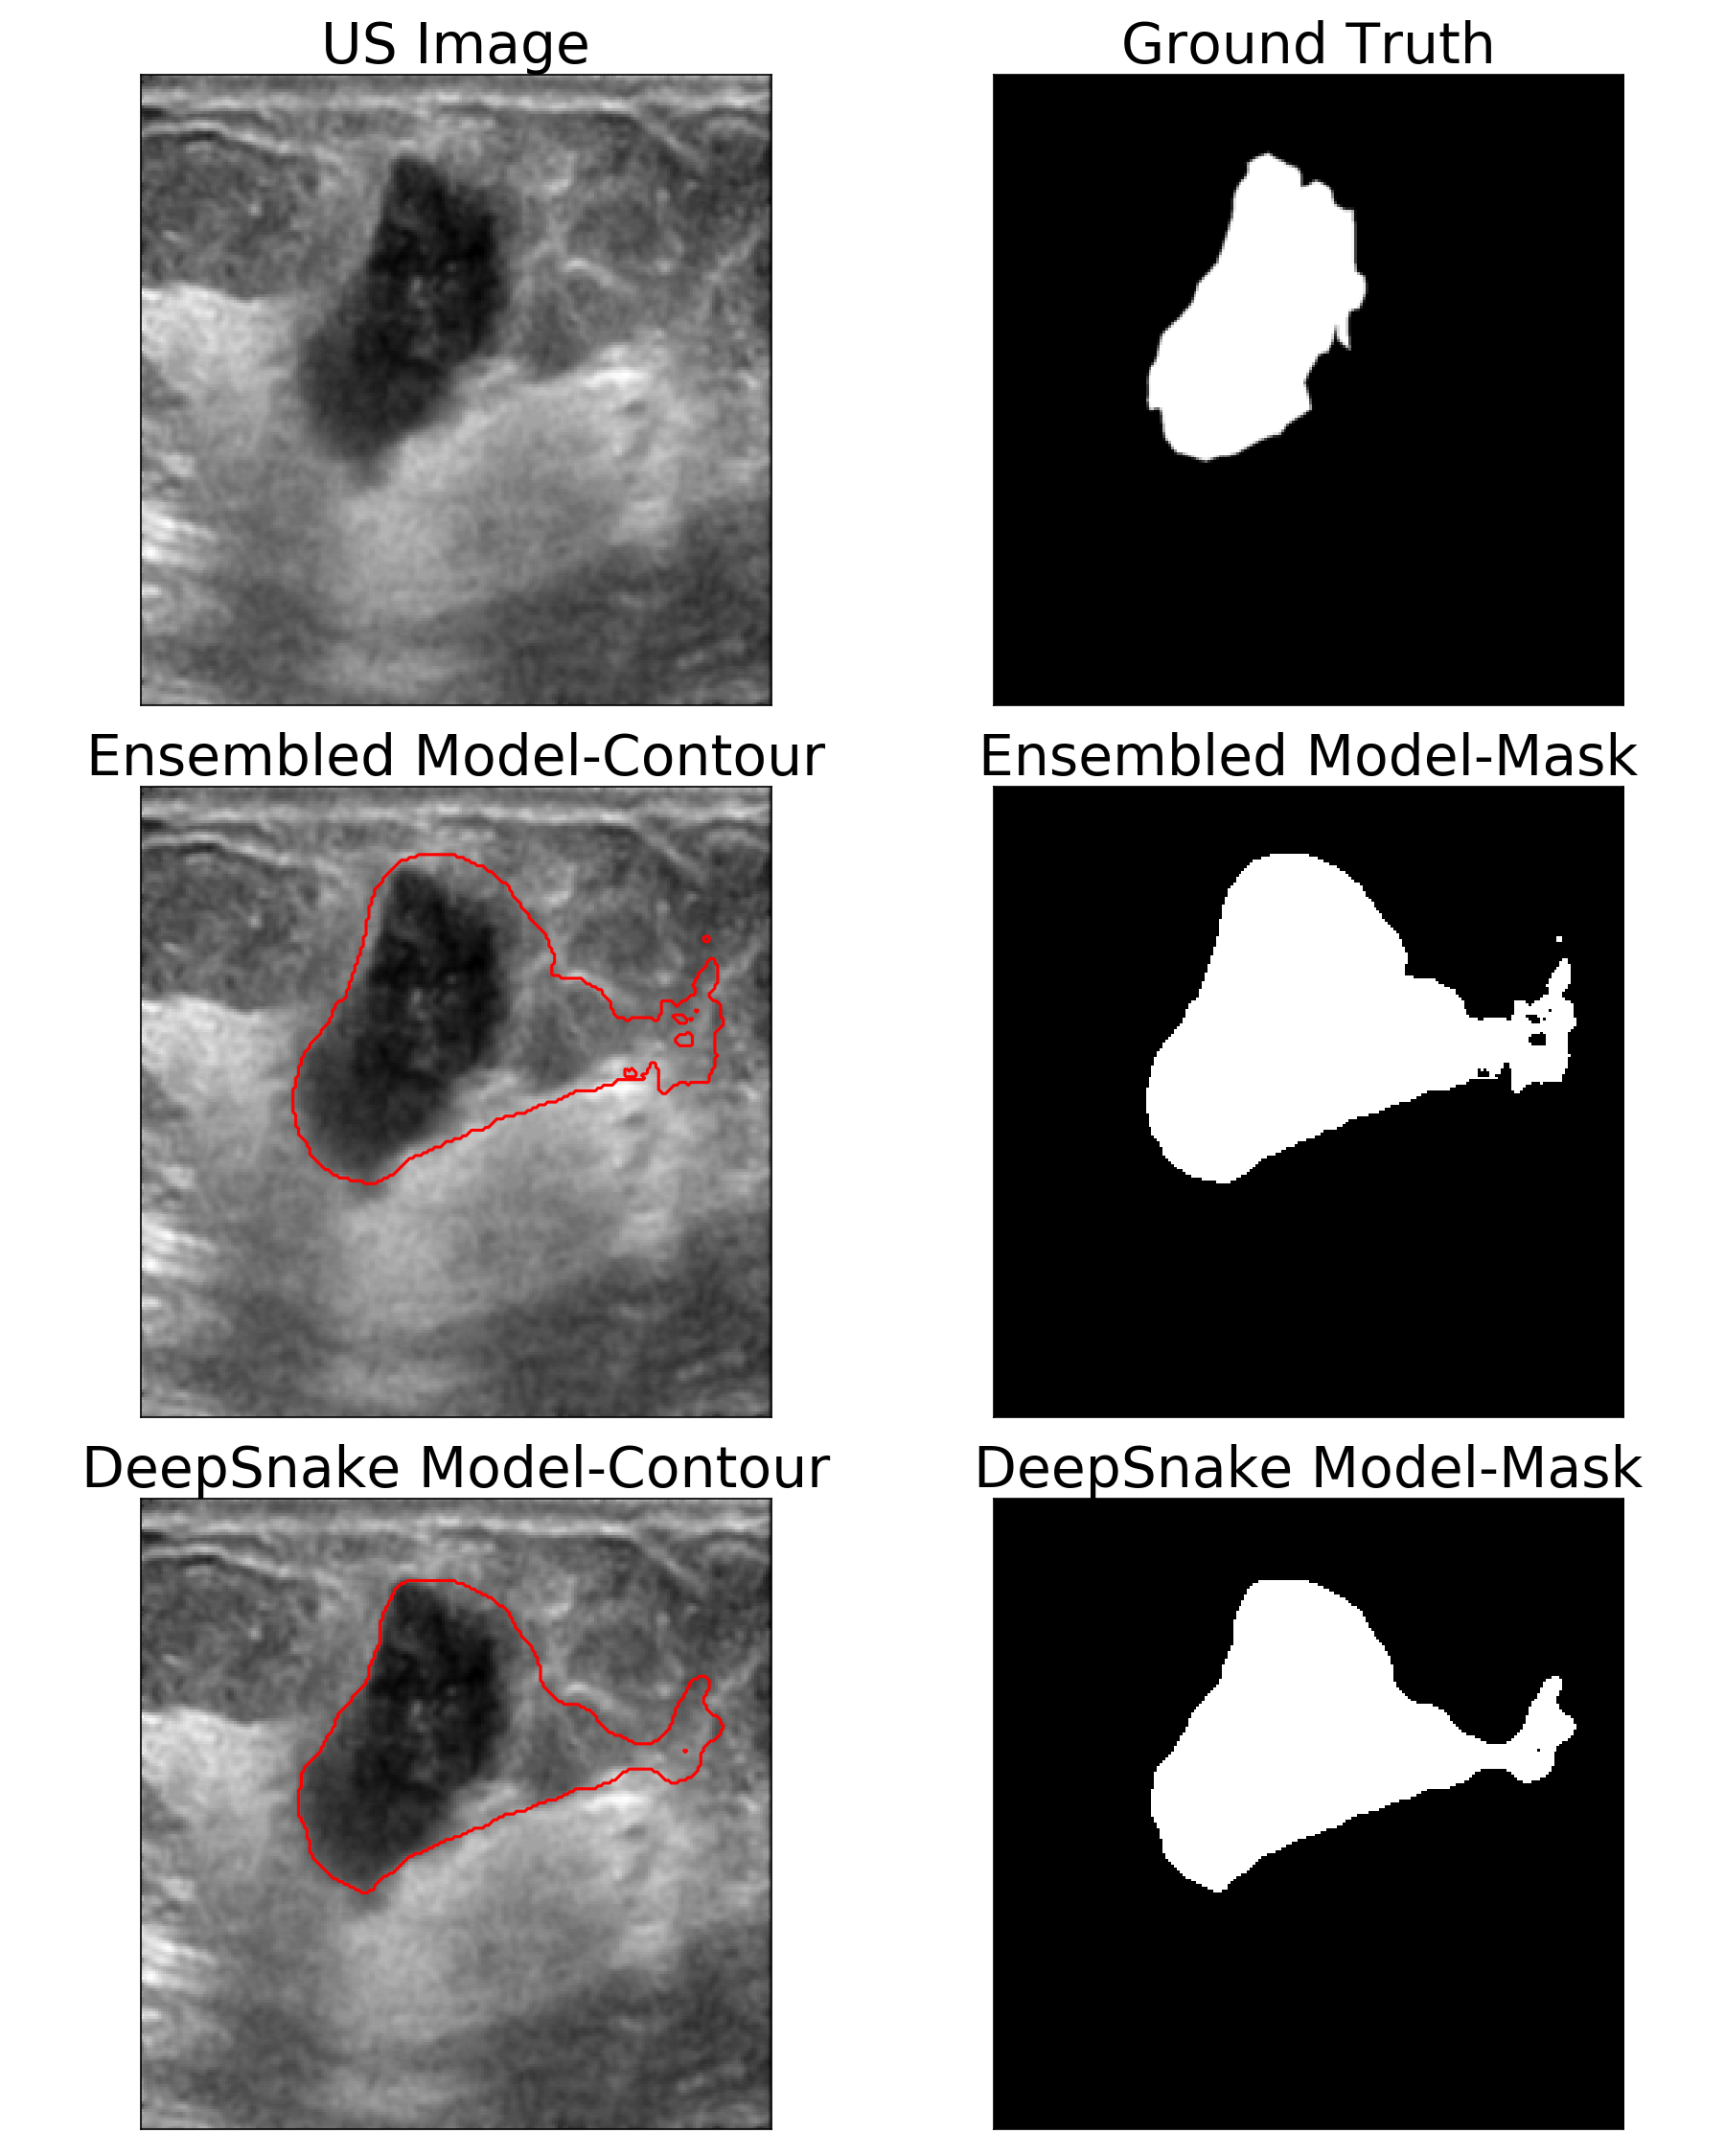 US Image
Ground Truth
Ensembled Model-Contour
Ensembled Model-Mask
DeepSnake Model-Contour
DeepSnake Model-Mask